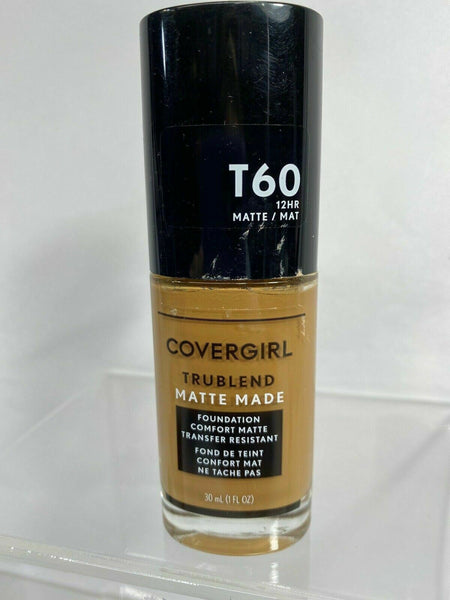 T60
12HR
MATTE / MAT
COVERGIRL
TRUBLEND
MATTE MADE
FOUNDATION
COMFORT MATTE
TRANSFER RESISTANT
FOND DE TEINT
CONFORT MAT
NE TACHE PAS
30 mL (1 FL OZ)